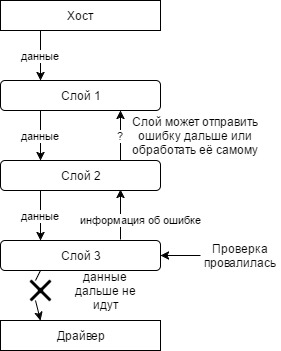 Хост
данные
Слой 1
данные
?
Слой может отправить
ошибку дальше или
обработать её самому
Слой 2
данные
информация об ошибке
Слой 3
Проверка
провалилась
данные
дальше не
идут
Драйвер